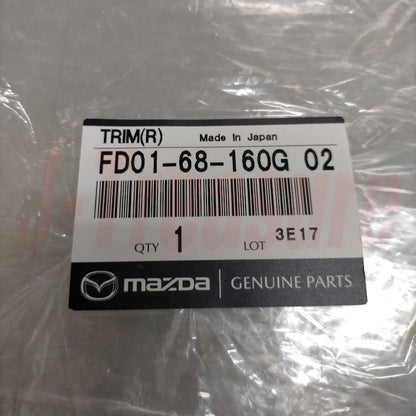 TRIM(R) Made In Japan
FD01-68-160G 02
QTY 1 LOT 3E17
mazda GENUINE PARTS